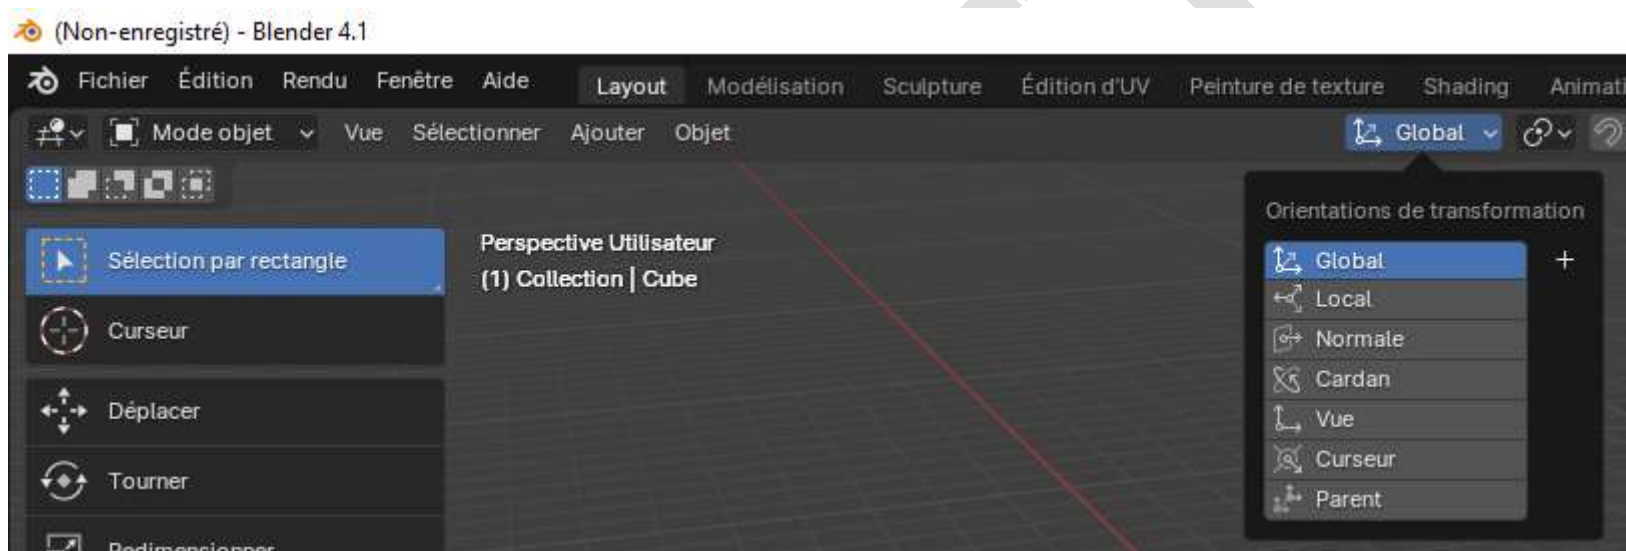 (Non-enregistré) - Blender 4.1
Fichier Édition Rendu Fenêtre Aide Layout Modélisation Sculpture Édition d'UV Peinture de texture Shading Animati
Mode objet Vue Sélectionner Ajouter Objet Global
Orientations de transformation
Sélection par rectangle
Perspective Utilisateur
(1) Collection | Cube
Curseur
Déplacer
Tourner
Redimensionner
Global
Local
Normale
Cardan
Vue
Curseur
Parent